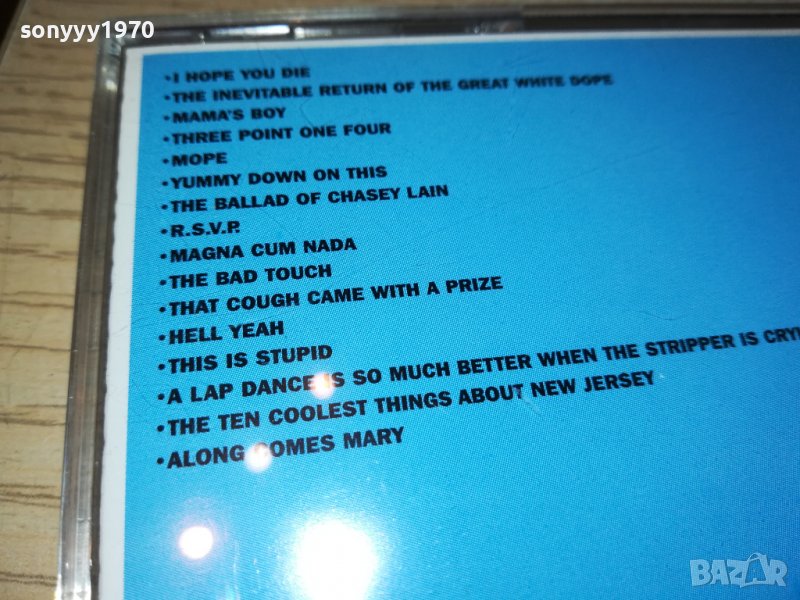 sonyyy1970
•I HOPE YOU DIE
•THE INEVITABLE RETURN OF THE GREAT WHITE DOPE
•MAMA'S BOY
•THREE POINT ONE FOUR
•MOPE
•YUMMY DOWN ON THIS
•THE BALLAD OF CHASEY LAIN
•R.S.V.P.
•MAGNA CUM NADA
•THE BAD TOUCH
•THAT COUGH CAME WITH A PRIZE
•HELL YEAH
•THIS IS STUPID
•A LAP DANCE IS SO MUCH BETTER WHEN THE STRIPPER IS
•THE TEN COOLEST THINGS ABOUT NEW JERSEY
•ALONG COMES MARY
BAZAR